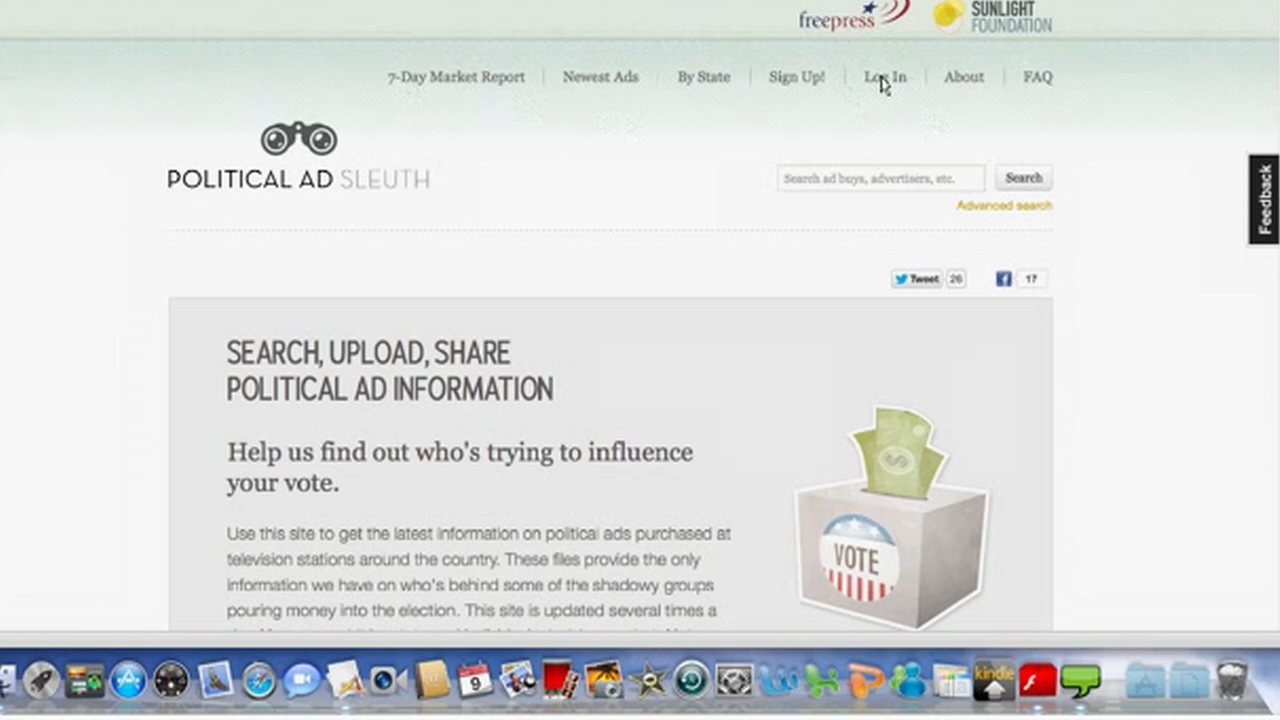 freepress
SUNLIGHT
FOUNDATION
7-Day Market Report
Newest Ads
By State
Sign Up!
Log In
About
FAQ
POLITICAL AD SLEUTH
Search ad buys, advertisers, etc.
Search
Advanced search
Feedback
Tweet 26
17
SEARCH, UPLOAD, SHARE
POLITICAL AD INFORMATION
Help us find out who's trying to influence
your vote.
Use this site to get the latest information on political ads purchased at
television stations around the country. These files provide the only
information we have on who's behind some of the shadowy groups
pouring money into the election. This site is updated several times a
VOTE
9
kindle